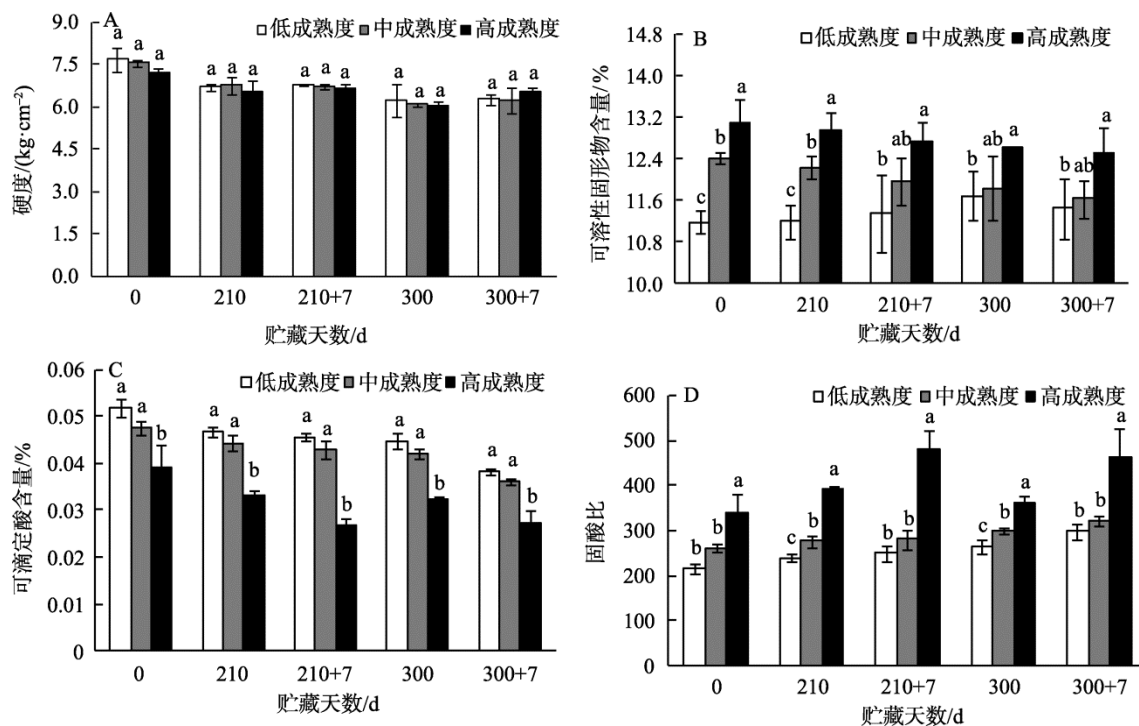 A
低成熟度 中成熟度 高成熟度
9.0
7.5
6.0
4.5
3.0
1.5
0.0
硬度/(kg·cm⁻²)
a a a a a a a a a a a a a a a
0 210 210+7 300 300+7
贮藏天数/d
B
低成熟度 中成熟度 高成熟度
14.8
13.2
12.4
11.6
10.8
10.0
可溶性固形物含量/%
c b a c b a b ab a b ab a b ab a
0 210 210+7 300 300+7
贮藏天数/d
C
低成熟度 中成熟度 高成熟度
0.06
0.05
0.04
0.03
0.02
0.01
0
可滴定酸含量/%
a a b a a b a a b a a b a a b
0 210 210+7 300 300+7
贮藏天数/d
D
低成熟度 中成熟度 高成熟度
600
500
400
300
200
100
0
固酸比
b b a c b a b b a c b a b b a
0 210 210+7 300 300+7
贮藏天数/d